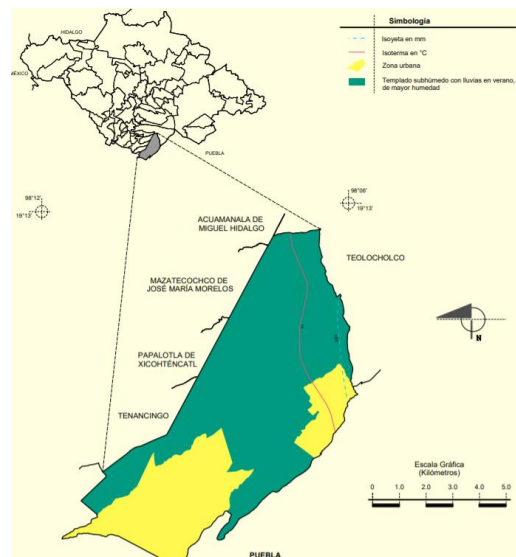 Simbología
Isoyeta en mm
Isoterma en °C
Zona urbana
Templado subhúmedo con lluvias en verano,
de mayor humedad
HIDALGO
MÉXICO
PUEBLA
98°12'
19°13'
98°06'
19°13'
ACUAMANALA DE
MIGUEL HIDALGO
TEOLOCHOLCO
MAZATECOCHCO DE
JOSÉ MARÍA MORELOS
PAPALOTLA DE
XICOHTÉNCATL
TENANCINGO
N
Escala Gráfica
(Kilómetros)
0 1.0 2.0 3.0 4.0 5.0
PUEBLA